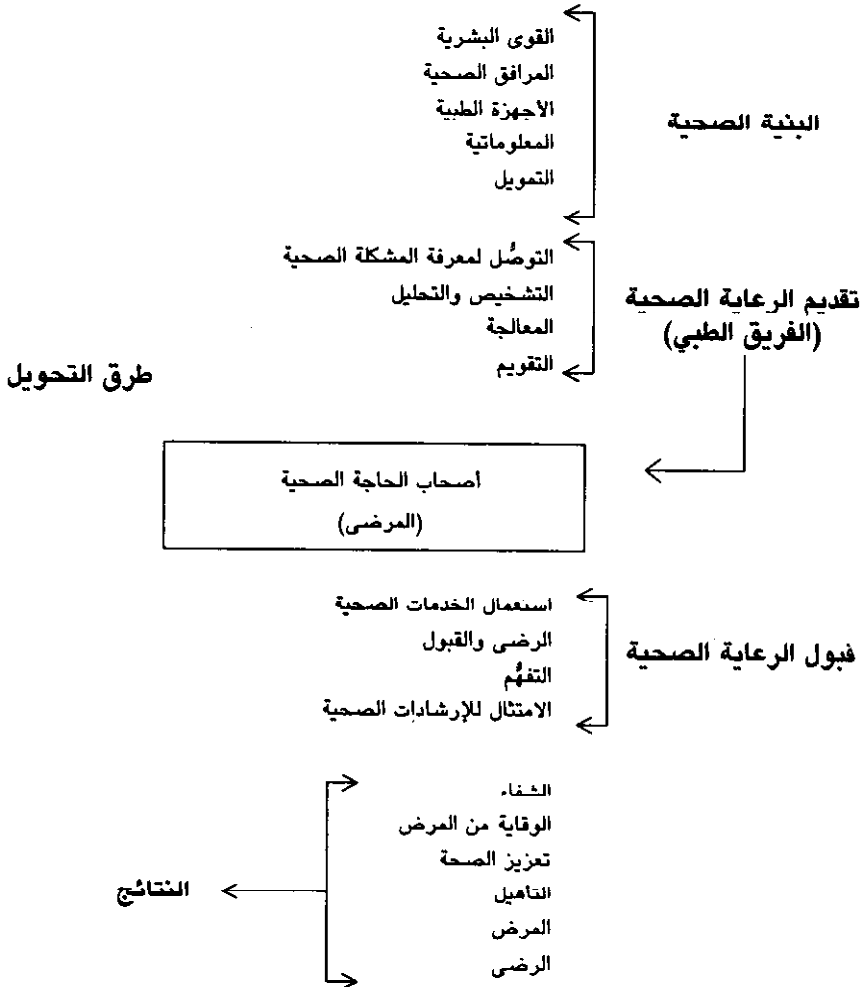 البنية الصحية
القوى البشرية
المرافق الصحية
الأجهزة الطبية
المعلوماتية
التمويل
تقديم الرعاية الصحية
(الفريق الطبي)
التوصُّل لمعرفة المشكلة الصحية
التشخيص والتحليل
المعالجة
التقويم
طرق التحويل
أصحاب الحاجة الصحية
(المرضى)
قبول الرعاية الصحية
استعمال الخدمات الصحية
الرضى والقبول
التفهُّم
الامتثال للإرشادات الصحية
الشفاء
الوقاية من المرض
تعزيز الصحة
التأهيل
المرض
الرضى
النتائج